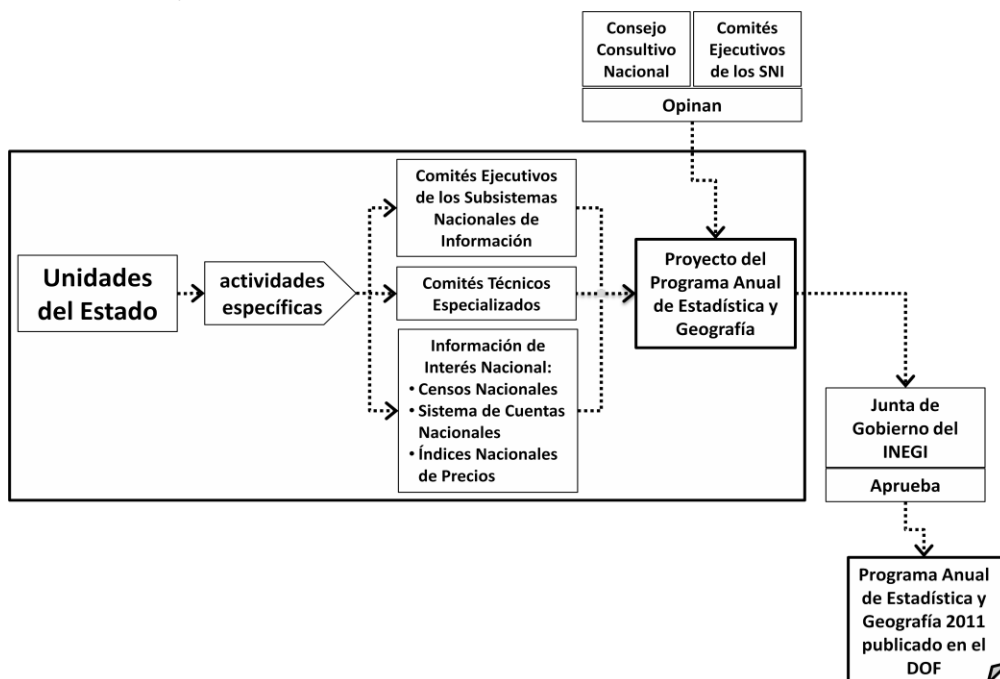 Consejo
Consultivo
Nacional
Comités
Ejecutivos
de los SNI
Opinan
Unidades
del Estado
actividades
específicas
Comités Ejecutivos
de los Subsistemas
Nacionales de
Información
Comités Técnicos
Especializados
Información de
Interés Nacional:
• Censos Nacionales
• Sistema de Cuentas
Nacionales
• Índices Nacionales
de Precios
Proyecto del
Programa Anual
de Estadística y
Geografía
Junta de
Gobierno del
INEGI
Aprueba
Programa Anual
de Estadística y
Geografía 2011
publicado en el
DOF